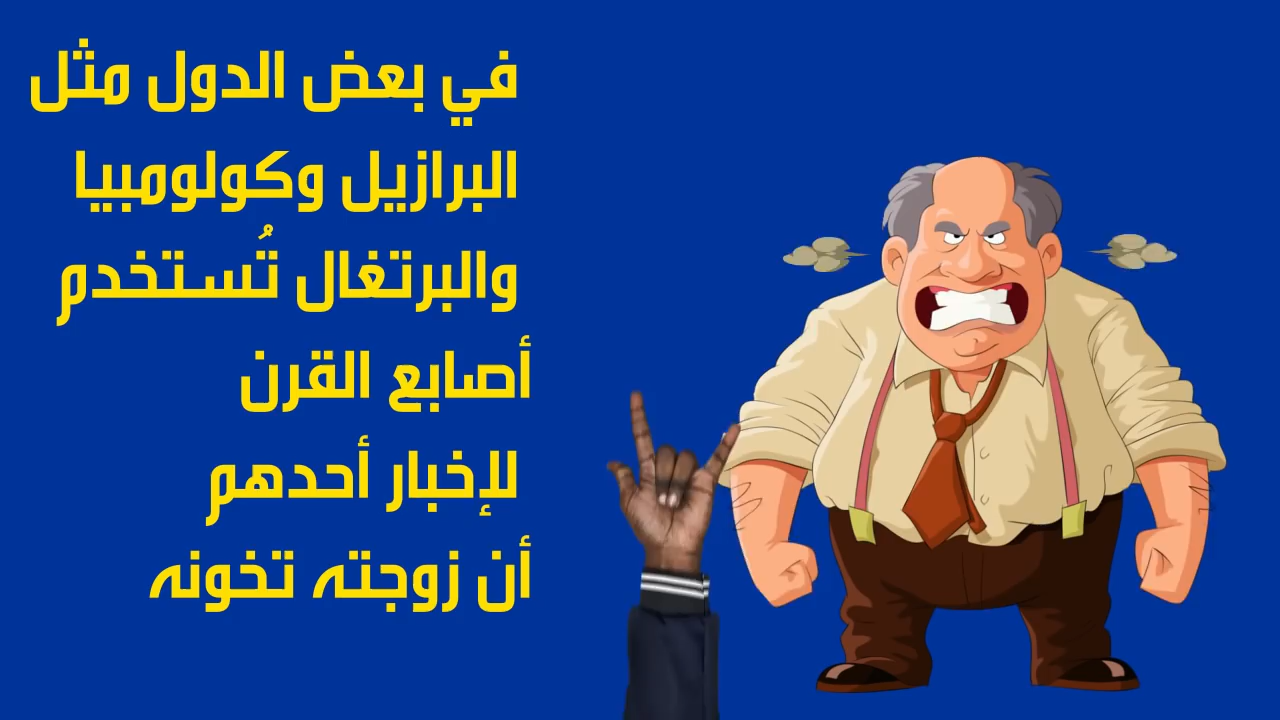 في بعض الدول مثل
البرازيل وكولومبيا
والبرتغال تُستخدم
أصابع القرن
لإخبار أحدهم
أن زوجته تخونه